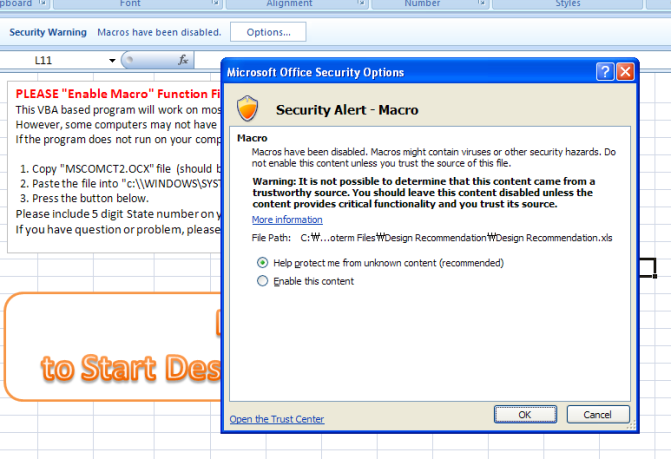 Font
Alignment
Number
Styles
Security Warning Macros have been disabled. Options...
L11
fx
PLEASE "Enable Macro" Function
This VBA based program will work on
However, some computers may not have
If the program does not run on your
1. Copy "MSCOMCT2.OCX" file (should
2. Paste the file into "c:\\WINDOWS\
3. Press the button below.
Please include 5 digit State number on
If you have question or problem, please
to Start
Microsoft Office Security Options
Security Alert - Macro
Macro
Macros have been disabled. Macros might contain viruses or other security hazards. Do
not enable this content unless you trust the source of this file.
Warning: It is not possible to determine that this content came from a
trustworthy source. You should leave this content disabled unless the
content provides critical functionality and you trust its source.
More information
File Path: C:₩...oterm Files₩Design Recommendation₩Design Recommendation.xls
Help protect me from unknown content (recommended)
Enable this content
Open the Trust Center
OK Cancel